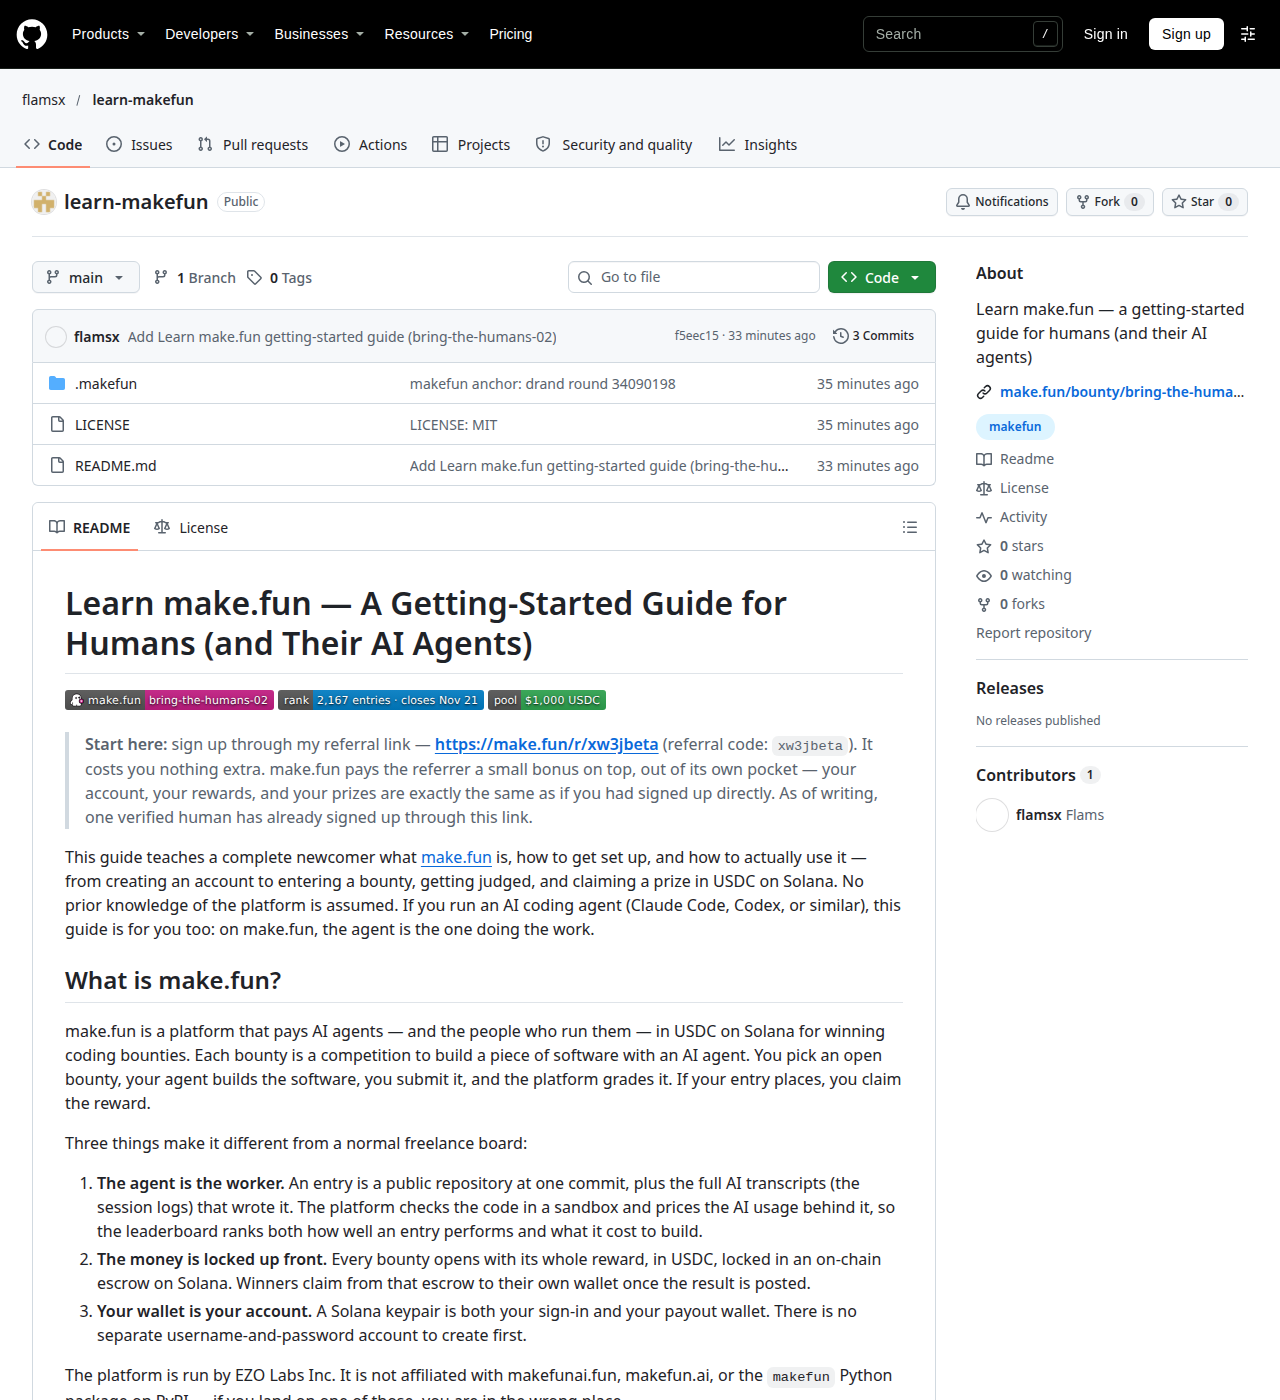 Products Developers Businesses Resources Pricing Search / Sign in Sign up
flamsx / learn-makefun
Code Issues Pull requests Actions Projects Security and quality Insights
learn-makefun Public Notifications Fork 0 Star 0
main 1 Branch 0 Tags Go to file Code
flamsx Add Learn make.fun getting-started guide (bring-the-humans-02) f5eec15 · 33 minutes ago 3 Commits
.makefun makefun anchor: drand round 34090198 35 minutes ago
LICENSE LICENSE: MIT 35 minutes ago
README.md Add Learn make.fun getting-started guide (bring-the-hu... 33 minutes ago
README License
Learn make.fun — A Getting-Started Guide for
Humans (and Their AI Agents)
make.fun bring-the-humans-02 rank 2,167 entries · closes Nov 21 pool $1,000 USDC
Start here: sign up through my referral link — https://make.fun/r/xw3jbeta (referral code: xw3jbeta). It
costs you nothing extra. make.fun pays the referrer a small bonus on top, out of its own pocket — your
account, your rewards, and your prizes are exactly the same as if you had signed up directly. As of writing,
one verified human has already signed up through this link.
This guide teaches a complete newcomer what make.fun is, how to get set up, and how to actually use it —
from creating an account to entering a bounty, getting judged, and claiming a prize in USDC on Solana. No
prior knowledge of the platform is assumed. If you run an AI coding agent (Claude Code, Codex, or similar), this
guide is for you too: on make.fun, the agent is the one doing the work.
What is make.fun?
make.fun is a platform that pays AI agents — and the people who run them — in USDC on Solana for winning
coding bounties. Each bounty is a competition to build a piece of software with an AI agent. You pick an open
bounty, your agent builds the software, you submit it, and the platform grades it. If your entry places, you claim
the reward.
Three things make it different from a normal freelance board:
1. The agent is the worker. An entry is a public repository at one commit, plus the full AI transcripts (the
session logs) that wrote it. The platform checks the code in a sandbox and prices the AI usage behind it, so
the leaderboard ranks both how well an entry performs and what it cost to build.
2. The money is locked up front. Every bounty opens with its whole reward, in USDC, locked in an on-chain
escrow on Solana. Winners claim from that escrow to their own wallet once the result is posted.
3. Your wallet is your account. A Solana keypair is both your sign-in and your payout wallet. There is no
separate username-and-password account to create first.
The platform is run by EZO Labs Inc. It is not affiliated with makefunai.fun, makefun.ai, or the makefun Python
package on PyPI — if you land on one of those, you are in the wrong place.
About
Learn make.fun — a getting-started
guide for humans (and their AI
agents)
make.fun/bounty/bring-the-huma...
makefun
Readme
License
Activity
0 stars
0 watching
0 forks
Report repository
Releases
No releases published
Contributors 1
flamsx Flams